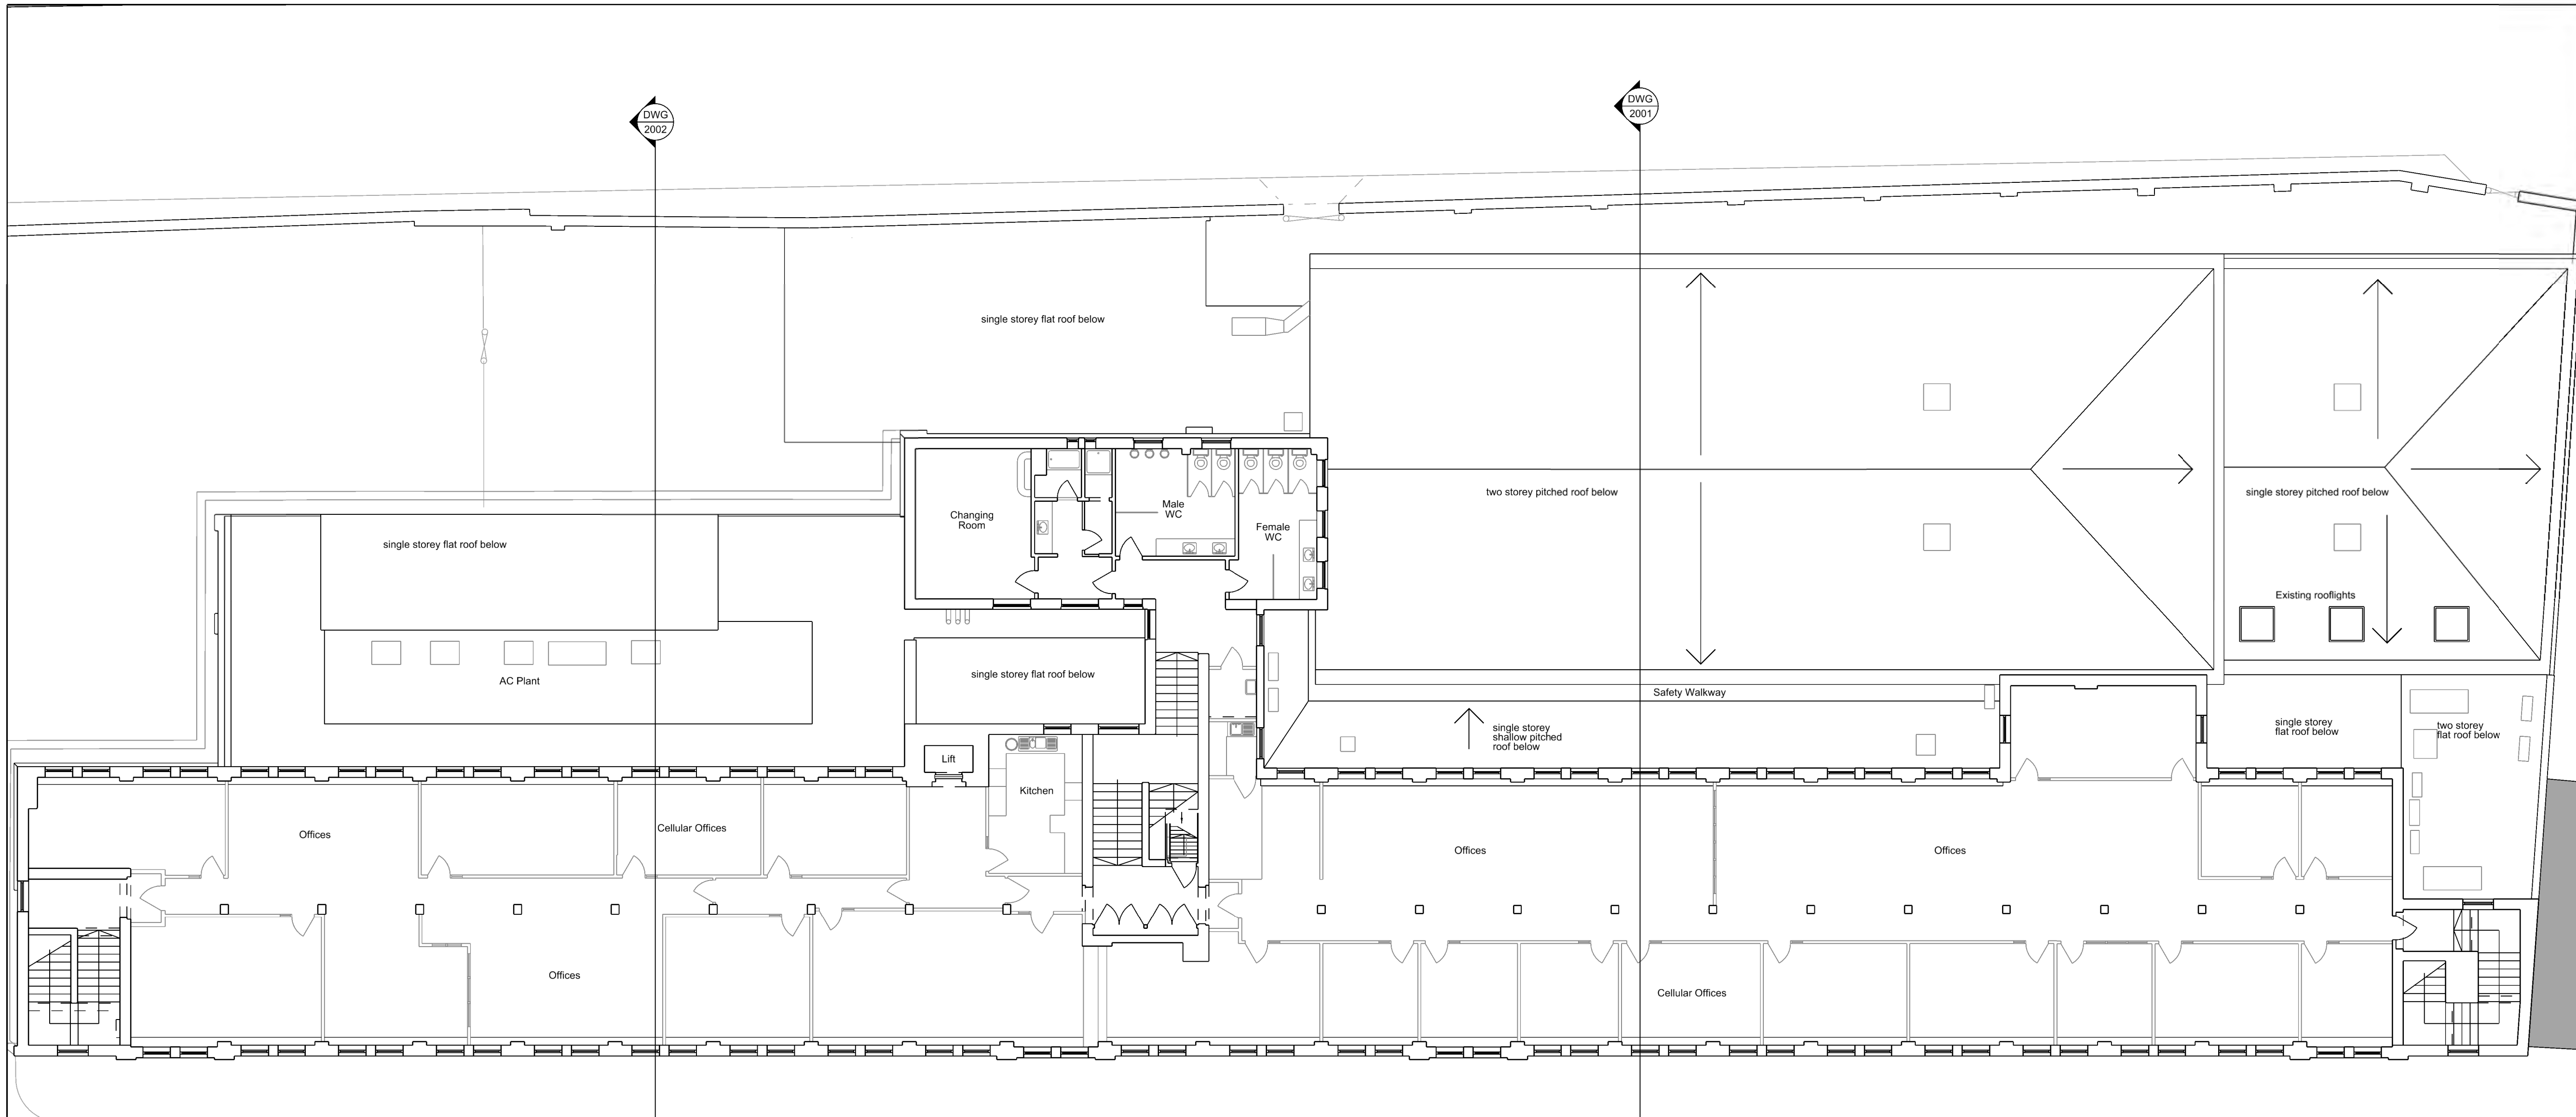 DWG
2001
DWG
2002
single storey flat roof below
two storey pitched roof below
single storey pitched roof below
Changing
Room
Male
WC
Female
WC
single storey flat roof below
Existing rooflights
AC Plant
single storey flat roof below
Safety Walkway
single storey
shallow pitched
roof below
single storey
flat roof below
two storey
flat roof below
Lift
Kitchen
Offices
Cellular Offices
Offices
Offices
Offices
Cellular Offices